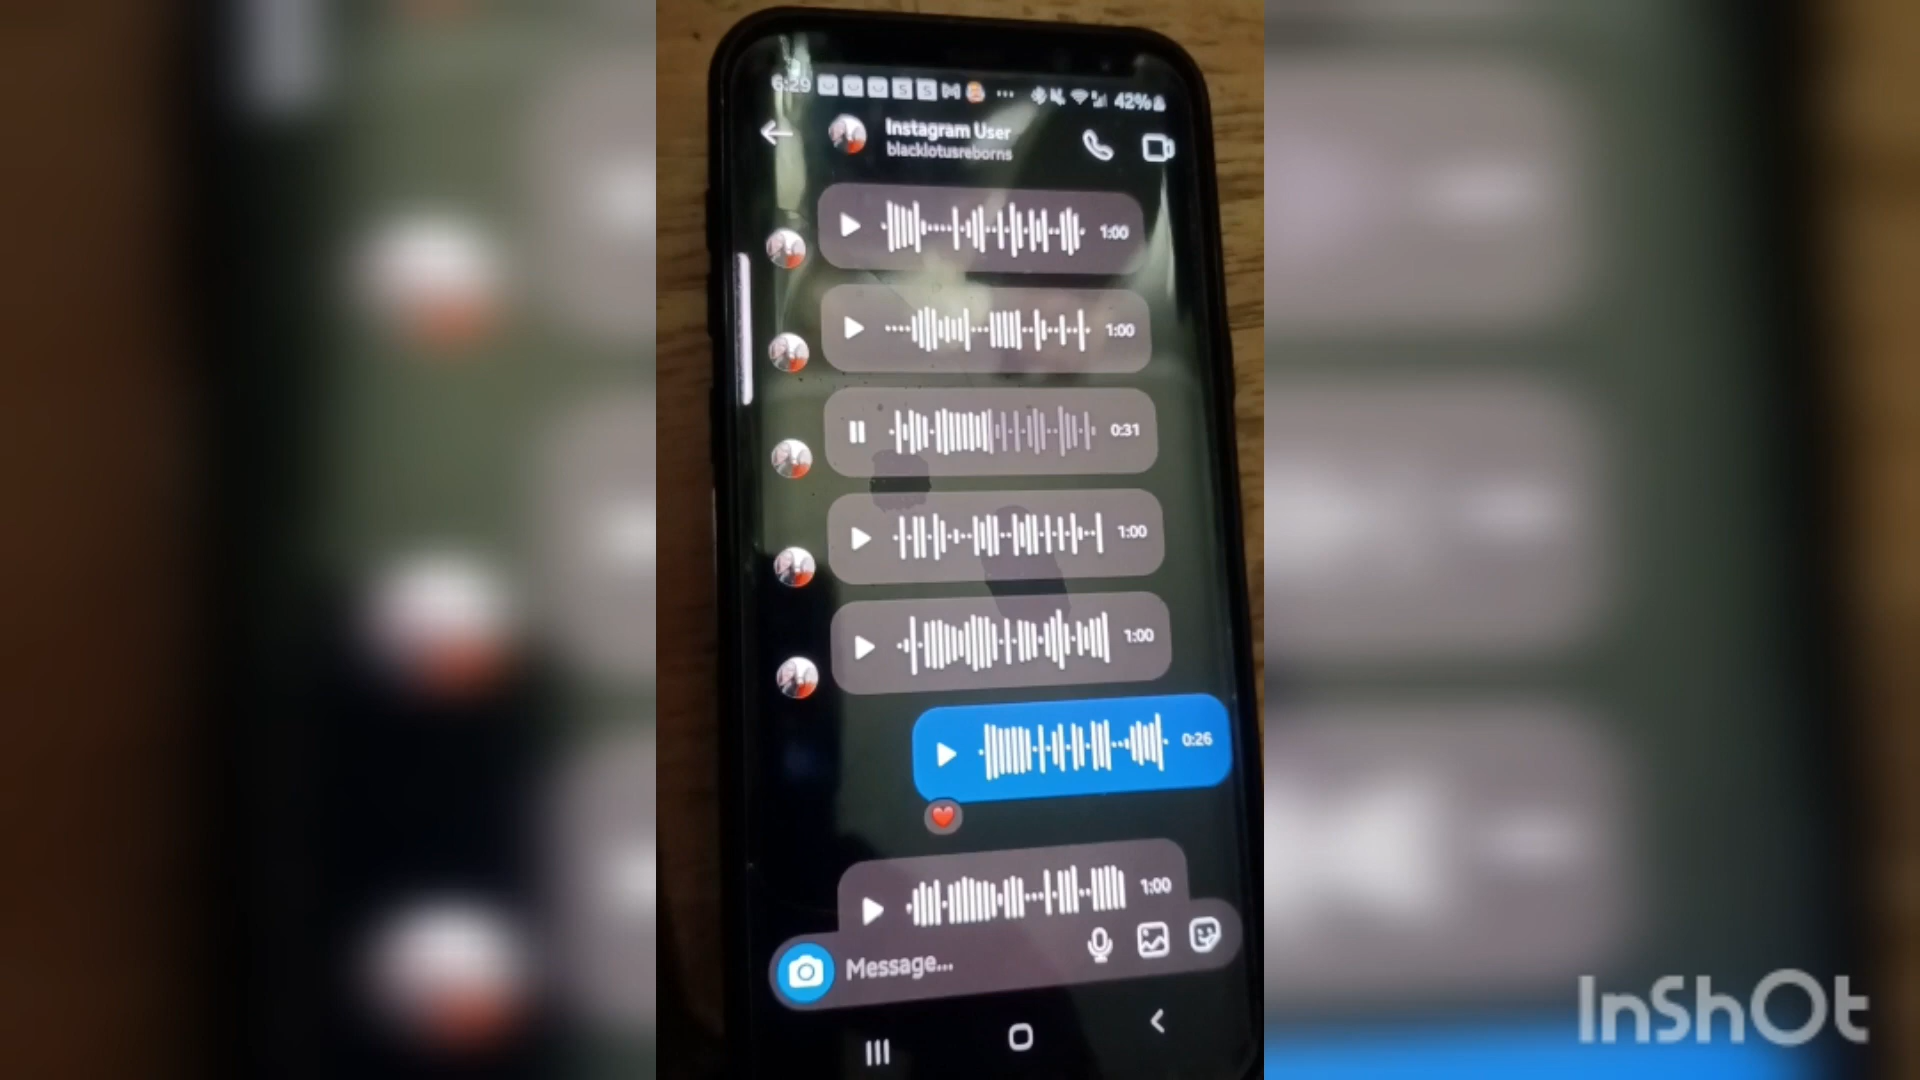 6:29 S S M ... 42%
Instagram User
blacklotusreborns
1:00
1:00
0:31
1:00
1:00
0:26
1:00
Message...
InShOt